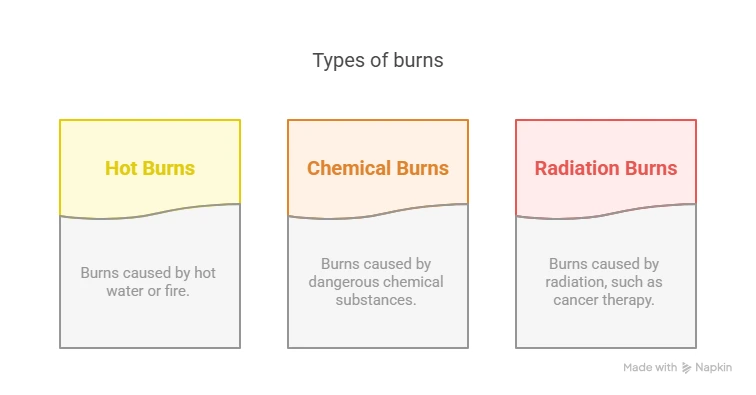 Types of burns
Hot Burns
Burns caused by hot
water or fire.
Chemical Burns
Burns caused by
dangerous chemical
substances.
Radiation Burns
Burns caused by
radiation, such as
cancer therapy.
Made with Napkin